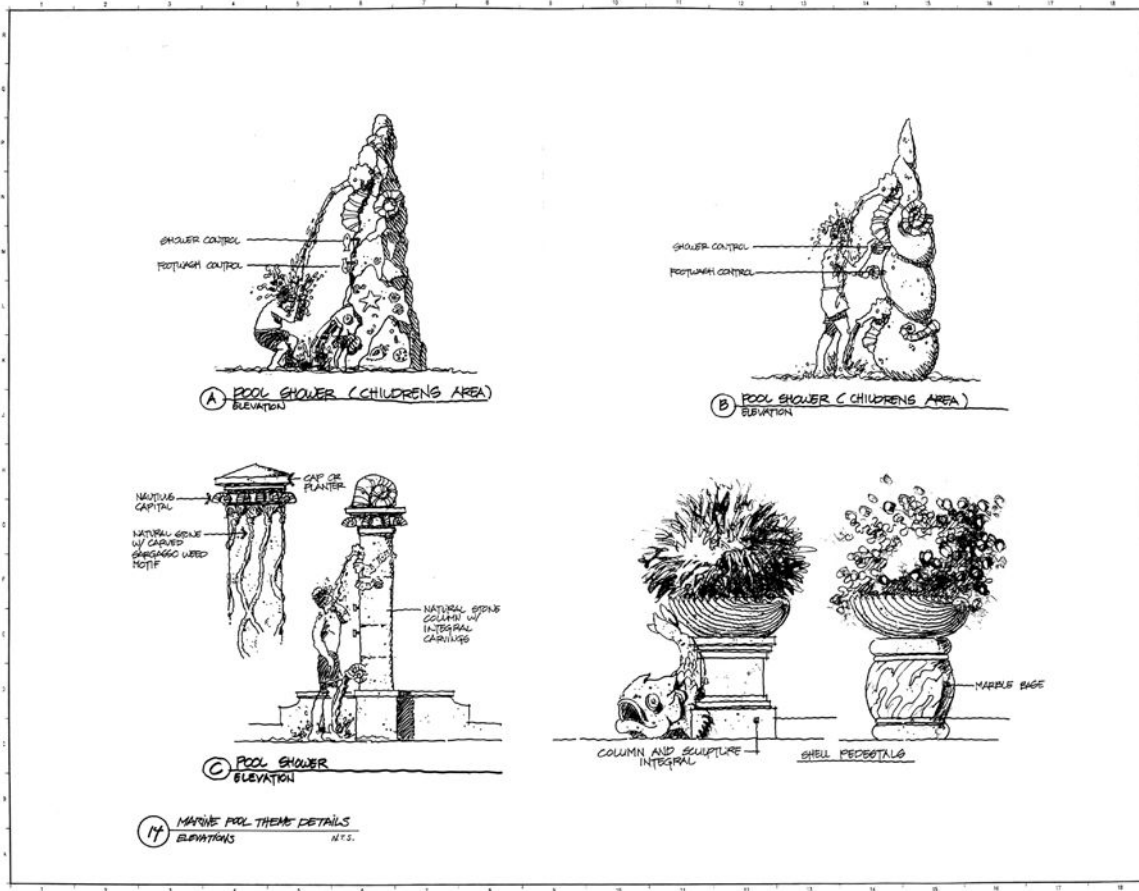 SHOWER CONTROL
FOOTWASH CONTROL
A POOL SHOWER (CHILDRENS AREA)
ELEVATION
SHOWER CONTROL
FOOTWASH CONTROL
B POOL SHOWER (CHILDRENS AREA)
ELEVATION
CAP OR
PLANTER
NAUTILUS
CAPITAL
NATURAL STONE
W/ CARVED
SARGASSO WEED
MOTIF
NATURAL STONE
COLUMN W/
INTEGRAL
CARVINGS
C POOL SHOWER
ELEVATION
MARBLE BASE
COLUMN AND SCULPTURE
INTEGRAL
SHELL PEDESTALS
14 MARINE POOL THEME DETAILS
ELEVATIONS N.T.S.